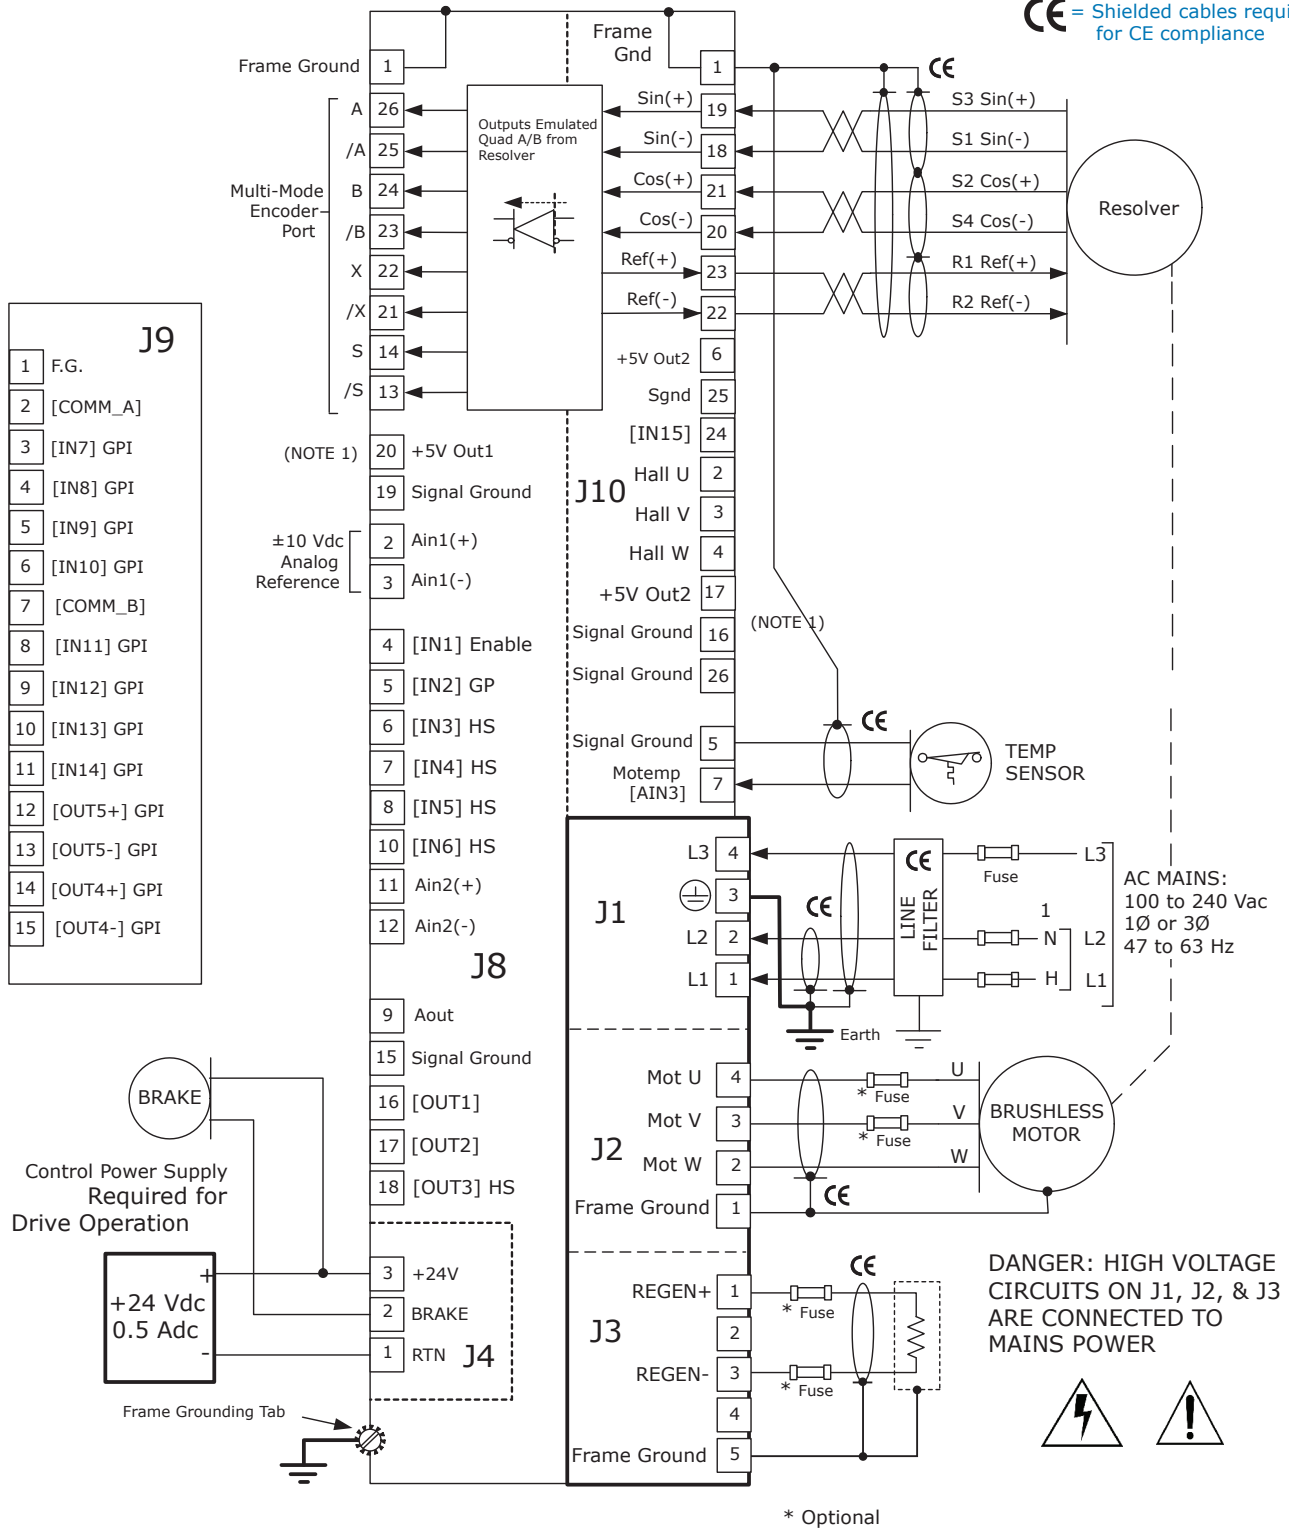 CE = Shielded cables requi
for CE compliance
Frame
Gnd
Frame Ground 1
1
CE
A 26
/A 25
B 24
/B 23
X 22
/X 21
S 14
/S 13
Multi-Mode
Encoder
Port
Outputs Emulated
Quad A/B from
Resolver
Sin(+) 19 S3 Sin(+)
Sin(-) 18 S1 Sin(-)
Cos(+) 21 S2 Cos(+)
Cos(-) 20 S4 Cos(-)
Ref(+) 23 R1 Ref(+)
Ref(-) 22 R2 Ref(-)
Resolver
J9
1 F.G.
2 [COMM_A]
3 [IN7] GPI
4 [IN8] GPI
5 [IN9] GPI
6 [IN10] GPI
7 [COMM_B]
8 [IN11] GPI
9 [IN12] GPI
10 [IN13] GPI
11 [IN14] GPI
12 [OUT5+] GPI
13 [OUT5-] GPI
14 [OUT4+] GPI
15 [OUT4-] GPI
(NOTE 1) 20 +5V Out1
19 Signal Ground
±10 Vdc
Analog
Reference
2 Ain1(+)
3 Ain1(-)
4 [IN1] Enable
5 [IN2] GP
6 [IN3] HS
7 [IN4] HS
8 [IN5] HS
10 [IN6] HS
11 Ain2(+)
12 Ain2(-)
J8
9 Aout
15 Signal Ground
16 [OUT1]
17 [OUT2]
18 [OUT3] HS
+5V Out2 6
Sgnd 25
[IN15] 24
J10
Hall U 2
Hall V 3
Hall W 4
+5V Out2 17
Signal Ground 16
(NOTE 1)
Signal Ground 26
Signal Ground 5
Motemp
[AIN3] 7
CE
TEMP
SENSOR
J1
L3 4
3
L2 2
L1 1
CE
Earth
CE
LINE
FILTER
Fuse
L3
1
N L2
H L1
AC MAINS:
100 to 240 Vac
1Ø or 3Ø
47 to 63 Hz
J2
Mot U 4
Mot V 3
Mot W 2
Frame Ground 1
* Fuse
* Fuse
U
V
W
CE
BRUSHLESS
MOTOR
BRAKE
Control Power Supply
Required for
Drive Operation
+
+24 Vdc
0.5 Adc
-
3 +24V
2 BRAKE
1 RTN
J4
Frame Grounding Tab
J3
REGEN+ 1
2
REGEN- 3
4
Frame Ground 5
* Fuse
* Fuse
CE
DANGER: HIGH VOLTAGE
CIRCUITS ON J1, J2, & J3
ARE CONNECTED TO
MAINS POWER
* Optional